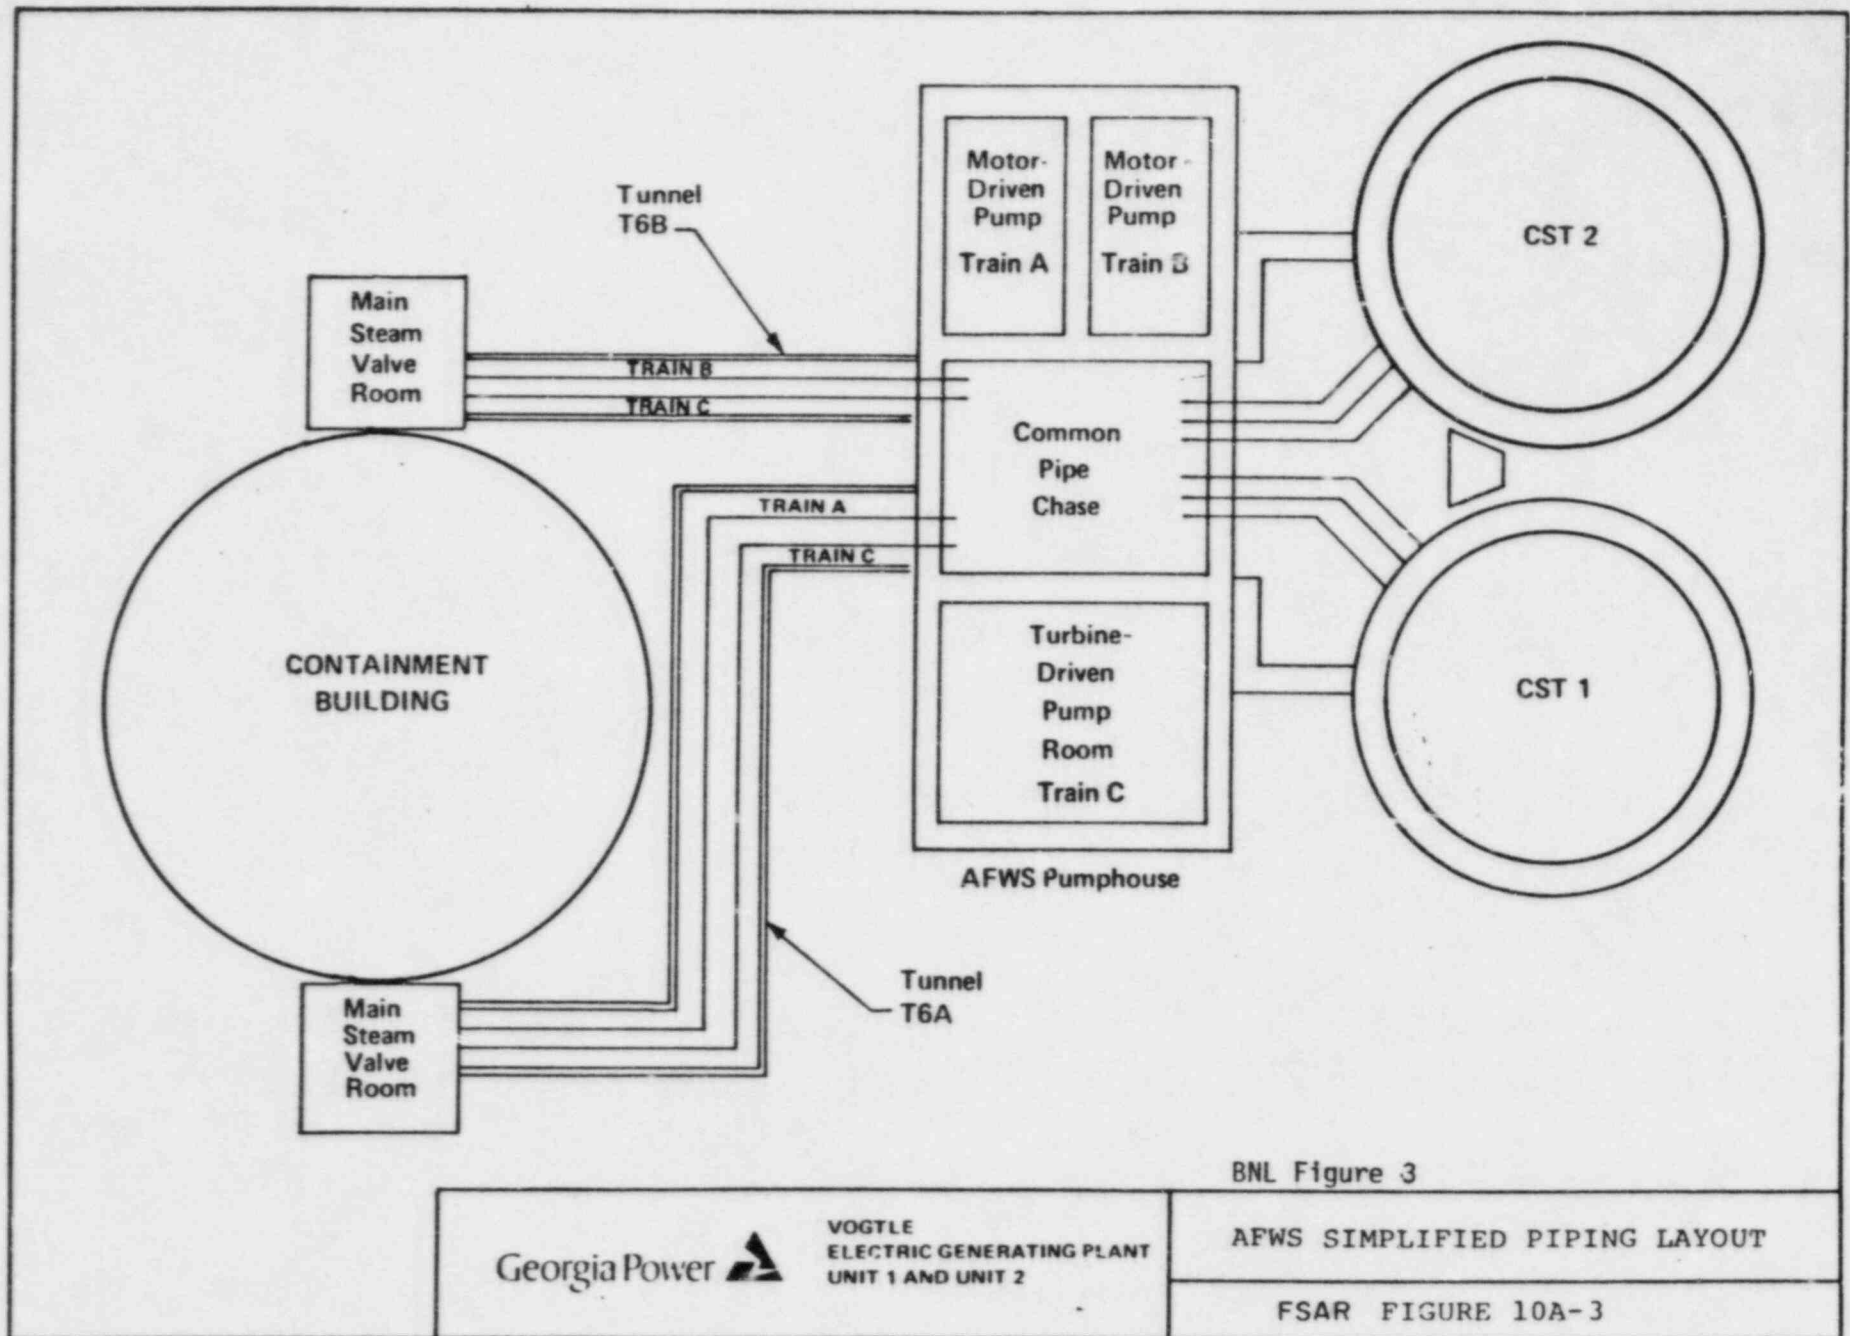 Motor-
Driven
Pump
Train A
Motor-
Driven
Pump
Train B
CST 2
Tunnel
T6B
Main
Steam
Valve
Room
TRAIN B
TRAIN C
Common
Pipe
Chase
TRAIN A
TRAIN C
CONTAINMENT
BUILDING
Turbine-
Driven
Pump
Room
Train C
CST 1
AFWS Pumphouse
Tunnel
T6A
Main
Steam
Valve
Room
BNL Figure 3
Georgia Power
VOGTLE
ELECTRIC GENERATING PLANT
UNIT 1 AND UNIT 2
AFWS SIMPLIFIED PIPING LAYOUT
FSAR FIGURE 10A-3